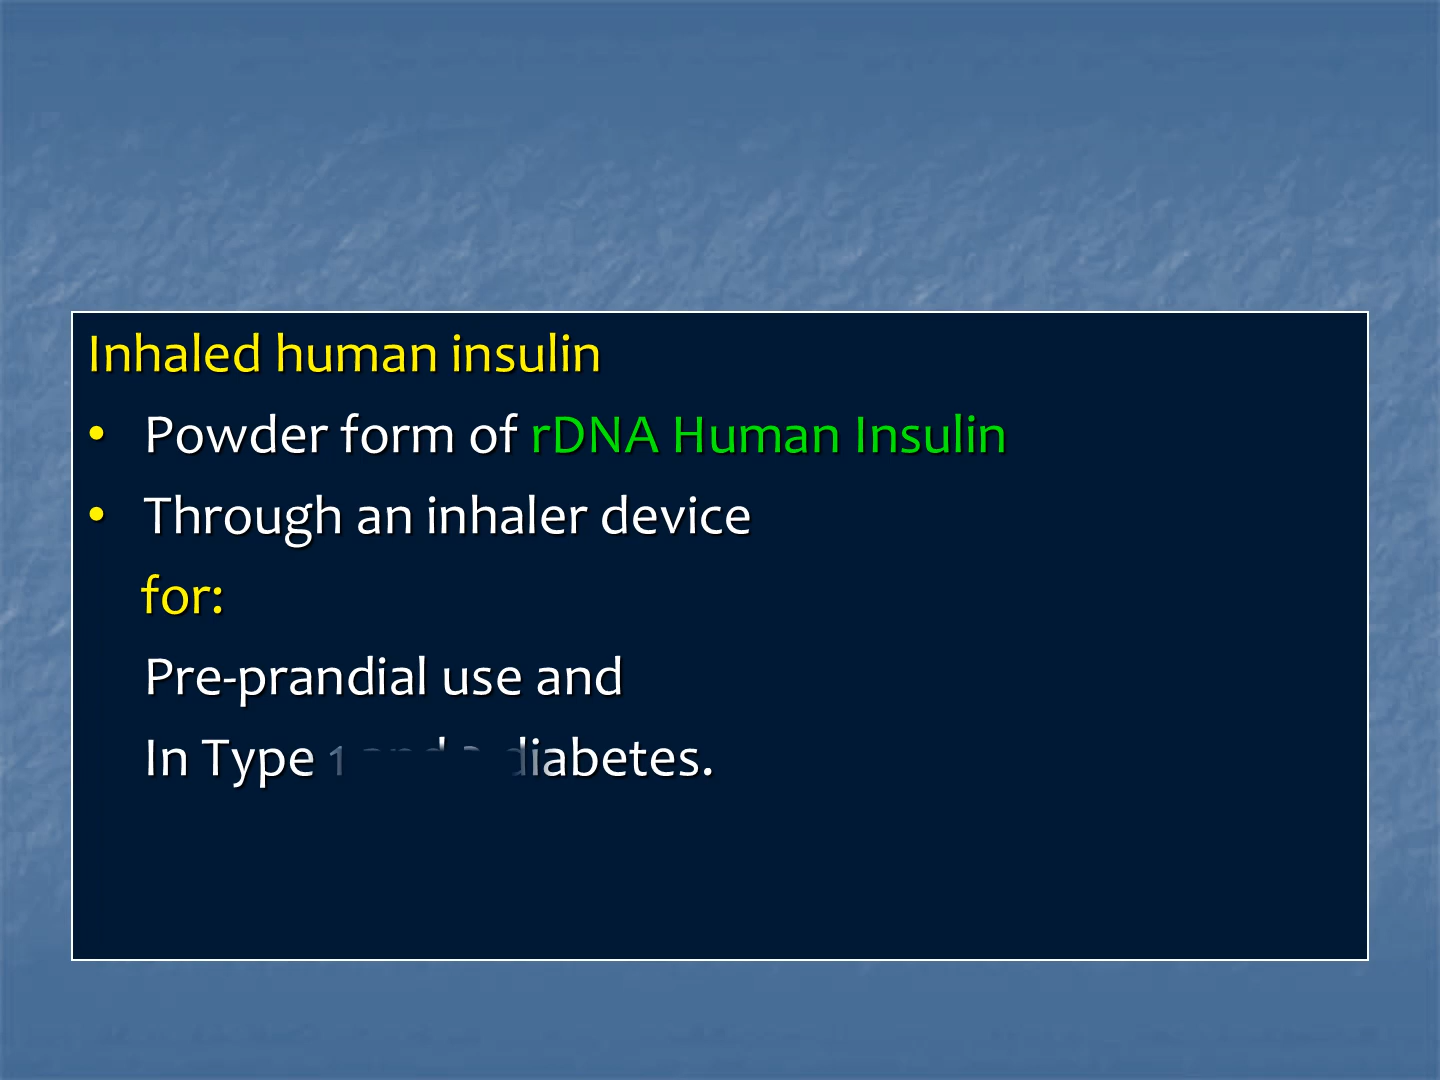 Inhaled human insulin
• Powder form of rDNA Human Insulin
• Through an inhaler device
for:
Pre-prandial use and
In Type 1 and diabetes.